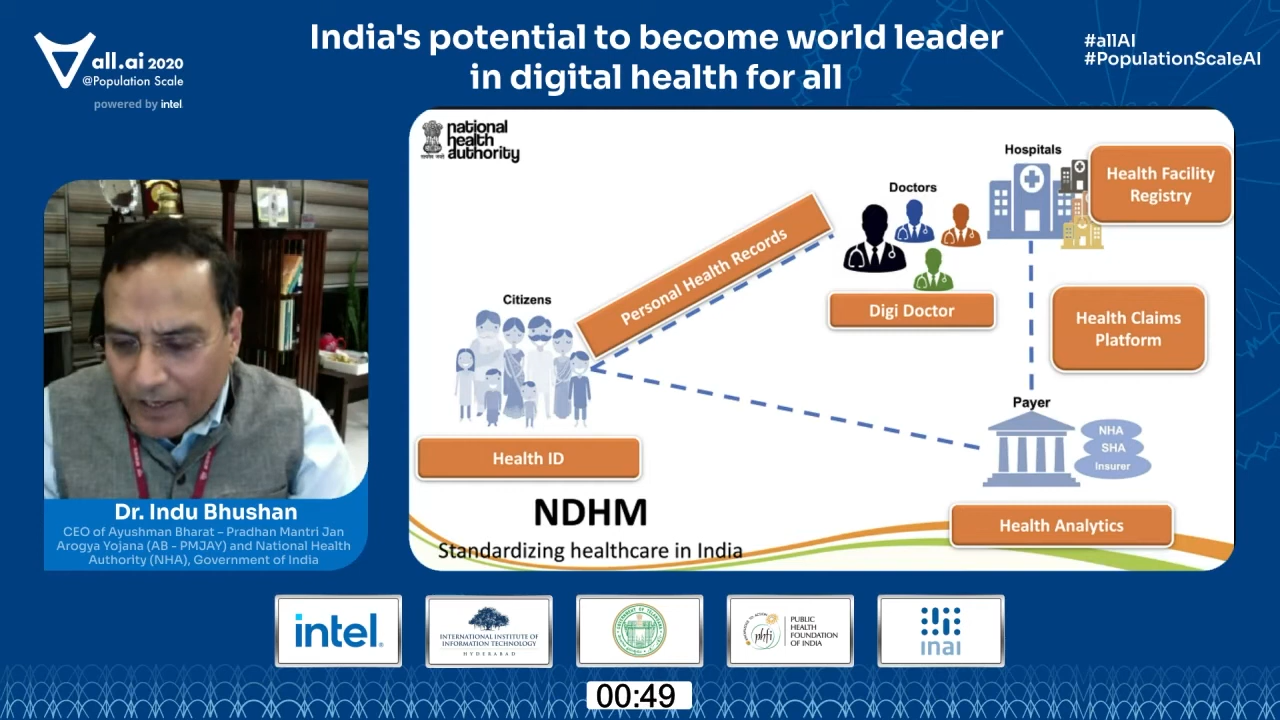 all.ai 2020
@Population Scale
powered by intel
India's potential to become world leader
in digital health for all
#allAI
#PopulationScaleAI
national
health
authority
Hospitals
Health Facility
Registry
Doctors
Personal Health Records
Digi Doctor
Health Claims
Platform
Citizens
Health ID
Payer
NHA
SHA
Insurer
Health Analytics
NDHM
Standardizing healthcare in India
Dr. Indu Bhushan
CEO of Ayushman Bharat – Pradhan Mantri Jan
Arogya Yojana (AB - PMJAY) and National Health
Authority (NHA), Government of India
intel.
INTERNATIONAL INSTITUTE OF
INFORMATION TECHNOLOGY
HYDERABAD
phfi
PUBLIC
HEALTH
FOUNDATION
OF INDIA
inai
00:49